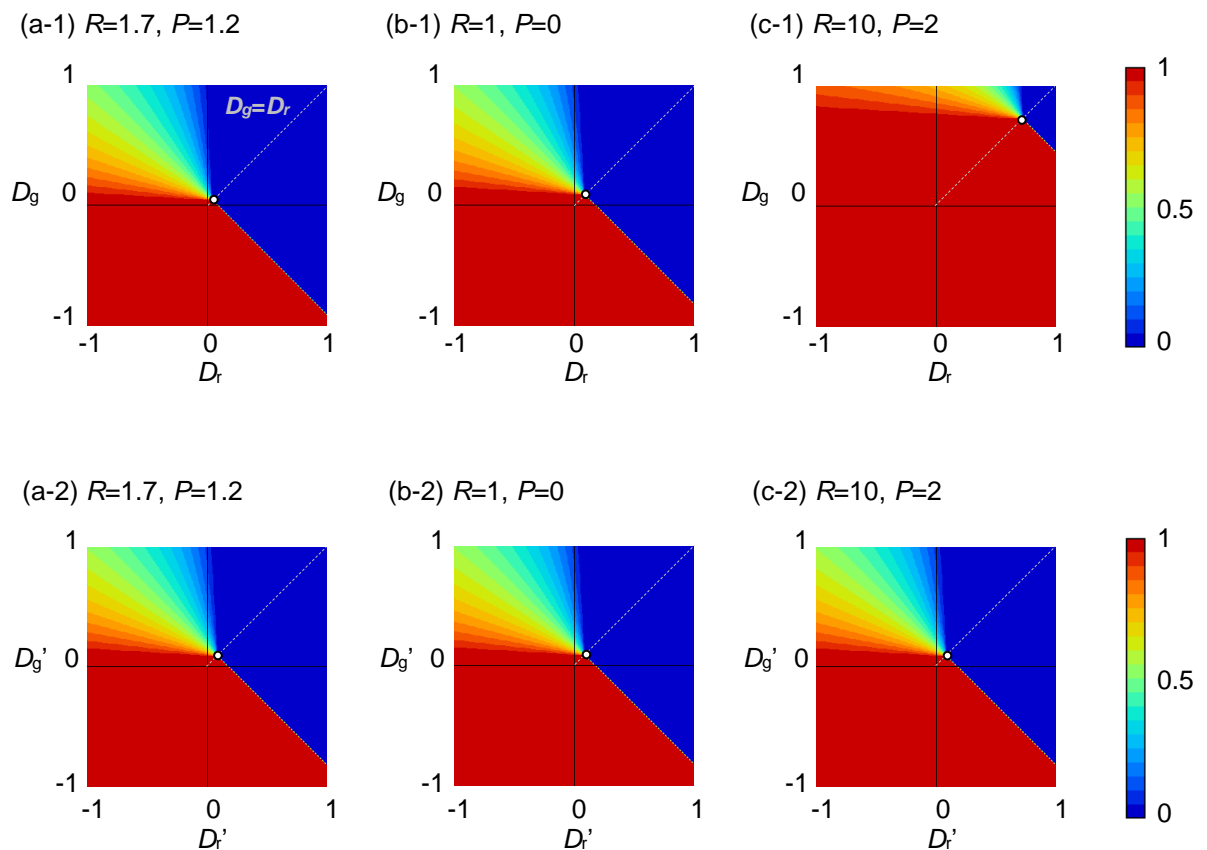 (a-1) R=1.7, P=1.2
(b-1) R=1, P=0
(c-1) R=10, P=2
1
Dg=Dr
Dg
0
-1
-1
0
1
Dr
1
Dg
0
-1
-1
0
1
Dr
1
Dg
0
-1
-1
0
1
Dr
1
0.5
0
(a-2) R=1.7, P=1.2
(b-2) R=1, P=0
(c-2) R=10, P=2
1
Dg’
0
-1
-1
0
1
Dr’
1
Dg’
0
-1
-1
0
1
Dr’
1
Dg’
0
-1
-1
0
1
Dr’
1
0.5
0